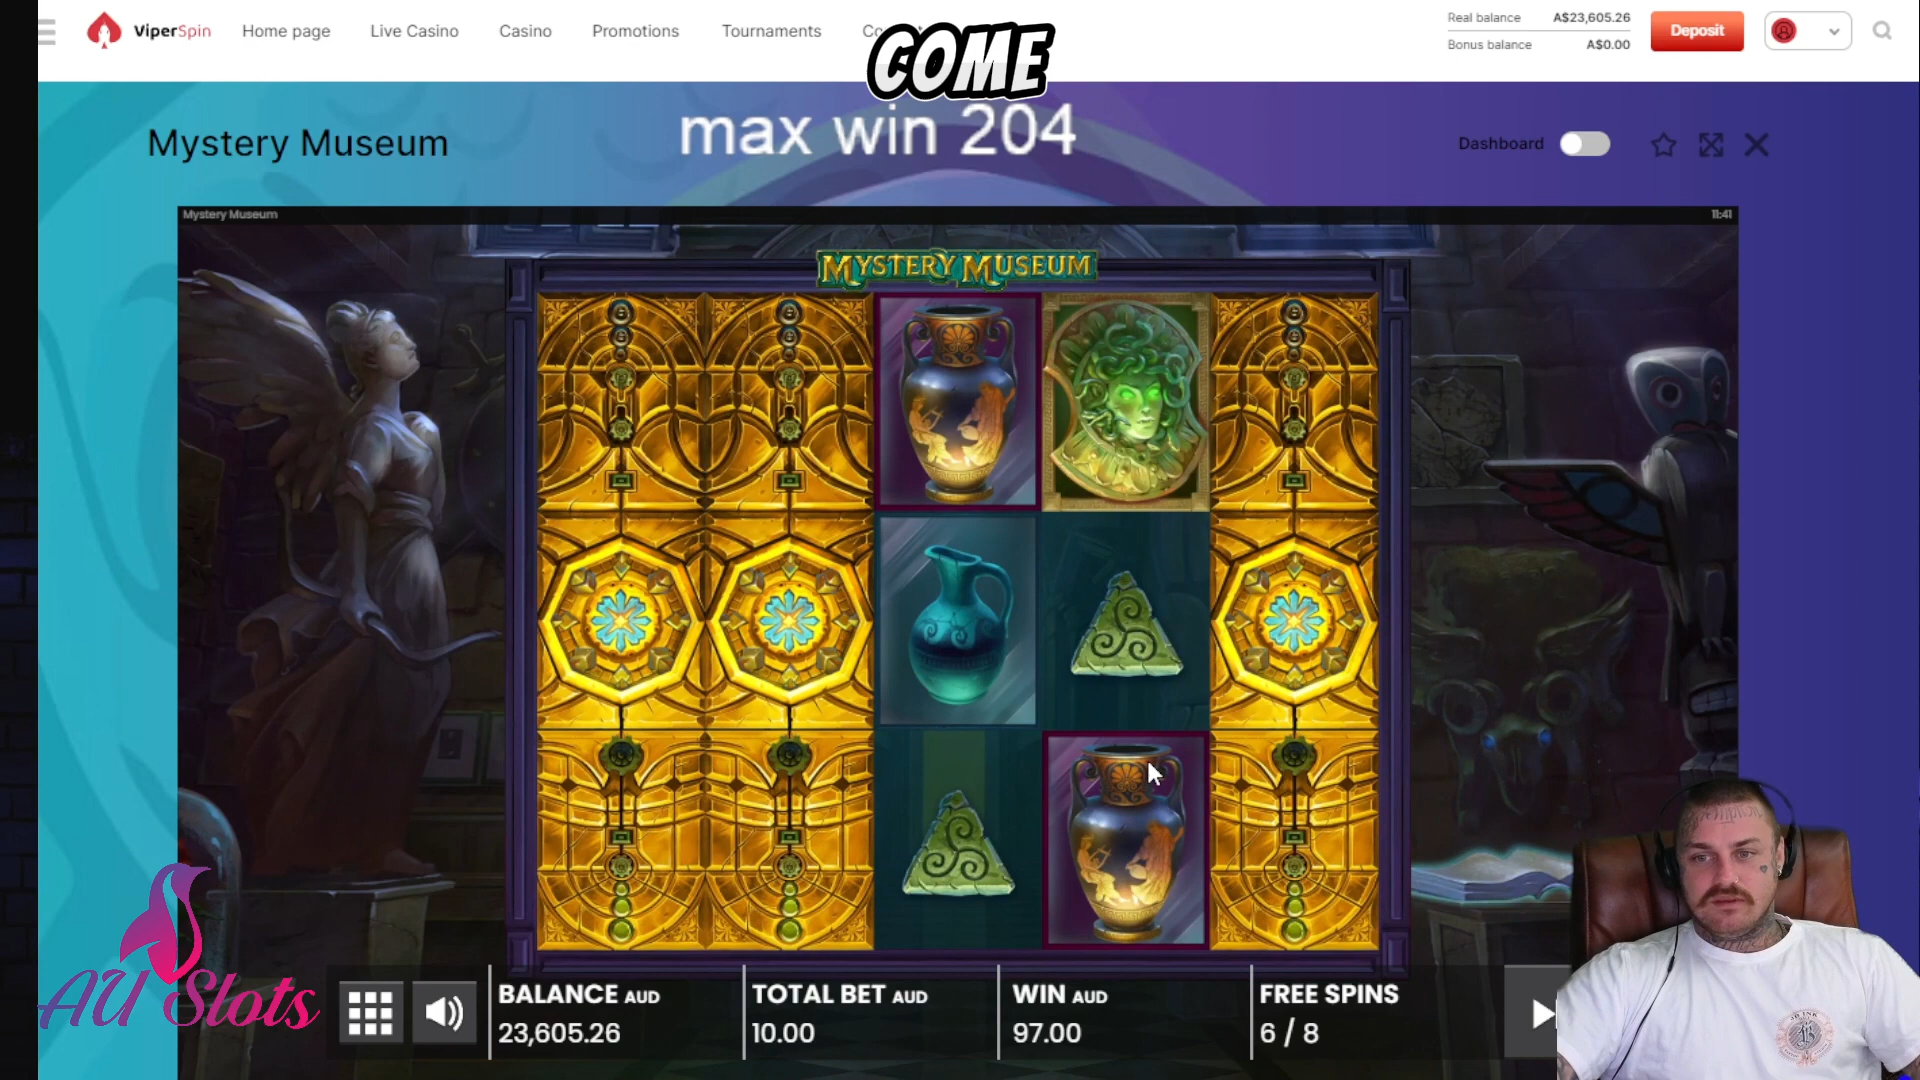 ViperSpin
Home page
Live Casino
Casino
Promotions
Tournaments
COME
Real balance A$23,605.26
Bonus balance A$0.00
Deposit
Mystery Museum
max win 204
Dashboard
Mystery Museum
11:41
MYSTERY MUSEUM
AU Slots
BALANCE AUD
23,605.26
TOTAL BET AUD
10.00
WIN AUD
97.00
FREE SPINS
6 / 8